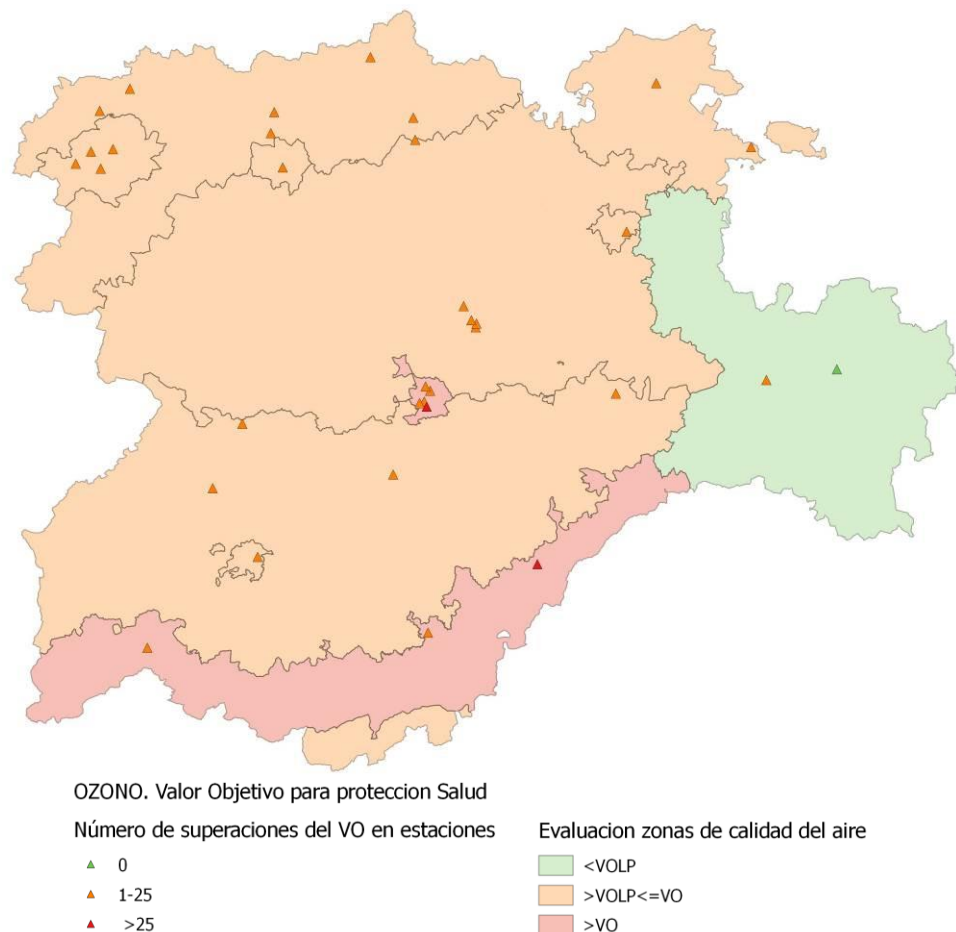 OZONO. Valor Objetivo para proteccion Salud
Número de superaciones del VO en estaciones
0
1-25
>25
Evaluacion zonas de calidad del aire
<VOLP
>VOLP<=VO
>VO